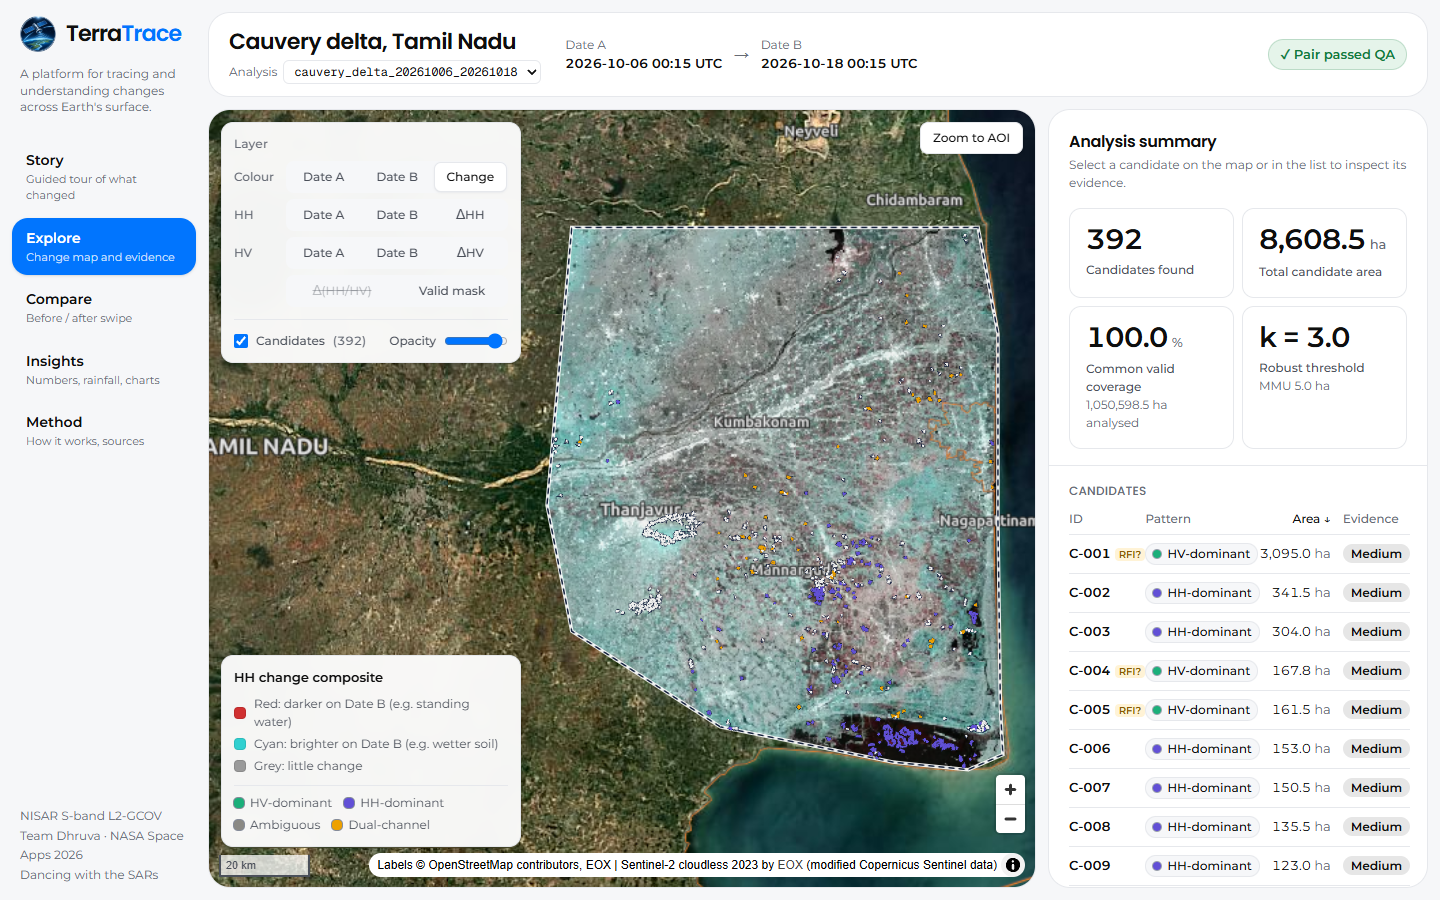 TerraTrace
A platform for tracing and
understanding changes
across Earth's surface.
Story
Guided tour of what
changed
Explore
Change map and evidence
Compare
Before / after swipe
Insights
Numbers, rainfall, charts
Method
How it works, sources
NISAR S-band L2-GCOV
Team Dhruva · NASA Space
Apps 2026
Dancing with the SARs
Cauvery delta, Tamil Nadu
Analysis cauvery_delta_20261006_20261018
Date A
2026-10-06 00:15 UTC
→
Date B
2026-10-18 00:15 UTC
✓ Pair passed QA
Layer
Colour Date A Date B Change
HH Date A Date B ΔHH
HV Date A Date B ΔHV
Δ(HH/HV) Valid mask
Candidates (392) Opacity
Zoom to AOI
Neyveli
Chidambaram
Kumbakonam
AMIL NADU
Thanjavur
Nagapattinam
Mannargudi
HH change composite
Red: darker on Date B (e.g. standing
water)
Cyan: brighter on Date B (e.g. wetter soil)
Grey: little change
HV-dominant HH-dominant
Ambiguous Dual-channel
20 km
+
−
Labels © OpenStreetMap contributors, EOX | Sentinel-2 cloudless 2023 by EOX (modified Copernicus Sentinel data)
Analysis summary
Select a candidate on the map or in the list to inspect its
evidence.
392
Candidates found
8,608.5 ha
Total candidate area
100.0 %
Common valid
coverage
1,050,598.5 ha
analysed
k = 3.0
Robust threshold
MMU 5.0 ha
CANDIDATES
ID Pattern Area ↓ Evidence
C-001 RFI? HV-dominant 3,095.0 ha Medium
C-002 HH-dominant 341.5 ha Medium
C-003 HH-dominant 304.0 ha Medium
C-004 RFI? HV-dominant 167.8 ha Medium
C-005 RFI? HV-dominant 161.5 ha Medium
C-006 HH-dominant 153.0 ha Medium
C-007 HH-dominant 150.5 ha Medium
C-008 HH-dominant 135.5 ha Medium
C-009 HH-dominant 123.0 ha Medium